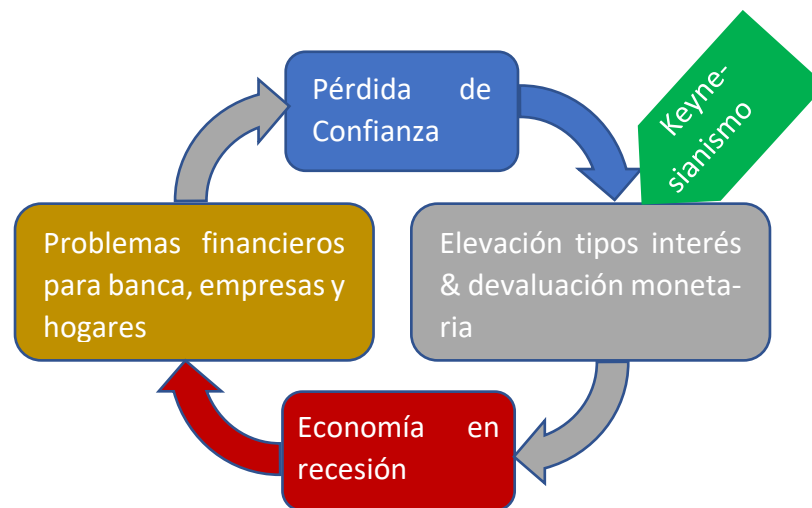 Pérdida de
Confianza
Keyne-
sianismo
Problemas financieros
para banca, empresas y
hogares
Elevación tipos interés
& devaluación moneta-
ria
Economía en
recesión